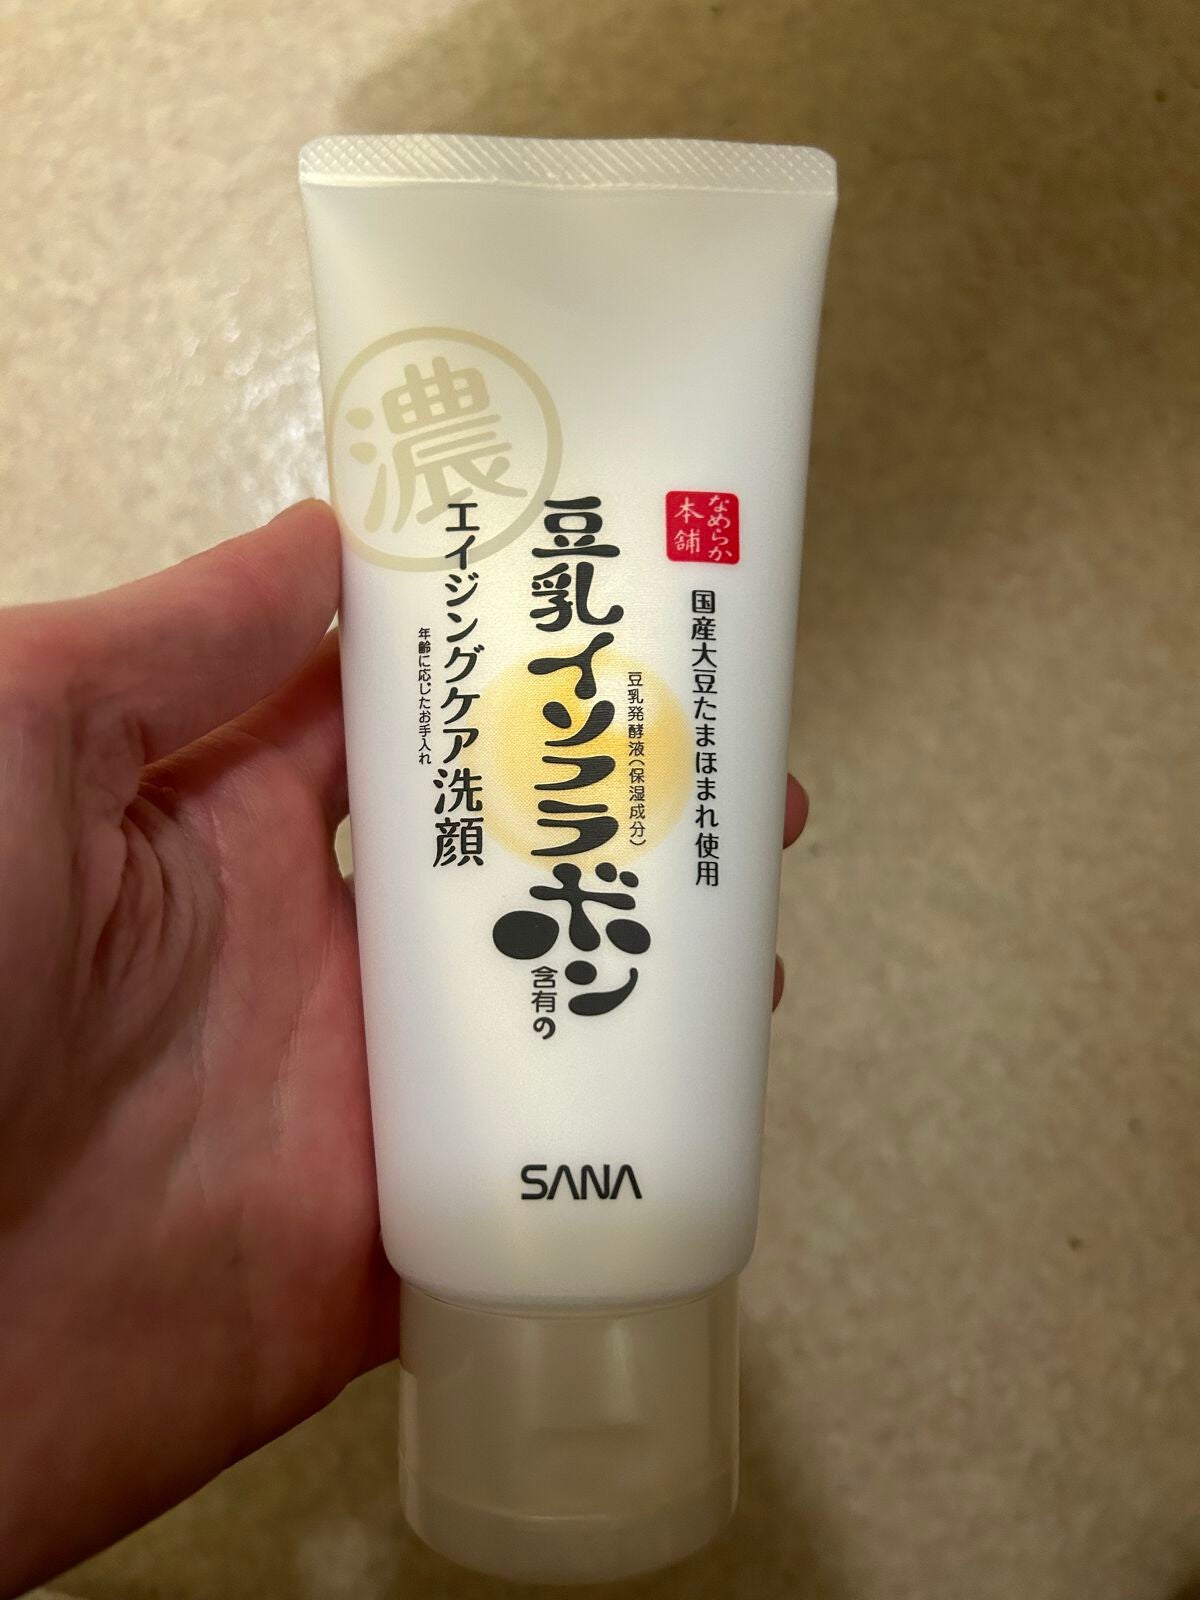 なめらか
本舗
国産大豆たまほまれ使用
豆乳発酵液(保湿成分)
豆乳イソフラボン
含有の
濃
エイジングケア洗顔
年齢に応じたお手入れ
SANA